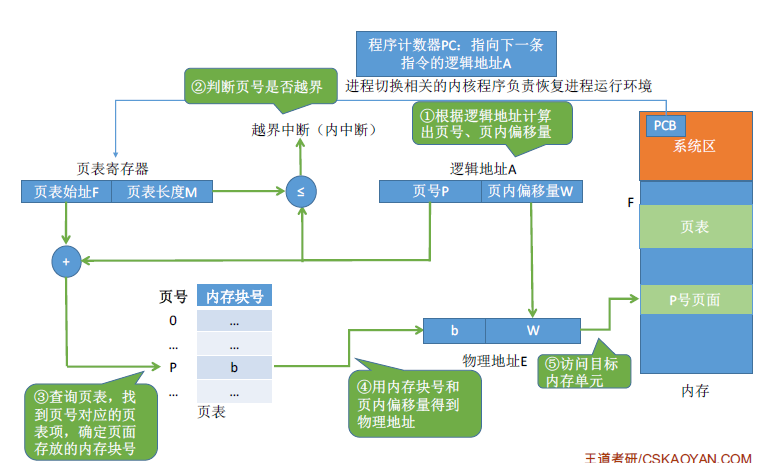 程序计数器PC：指向下一条
指令的逻辑地址A
②判断页号是否越界
进程切换相关的内核程序负责恢复进程运行环境
PCB
系统区
①根据逻辑地址计算
出页号、页内偏移量
越界中断（内中断）
页表寄存器
逻辑地址A
页表始址F
页表长度M
≤
页号P
页内偏移量W
F
页表
+
页号
内存块号
0
...
P号页面
...
...
b
W
P
b
物理地址E
⑤访问目标
内存单元
...
...
内存
③查询页表，找
到页号对应的页
表项，确定页面
存放的内存块号
页表
④用内存块号和
页内偏移量得到
物理地址
王道考研/CSKAOYAN.COM